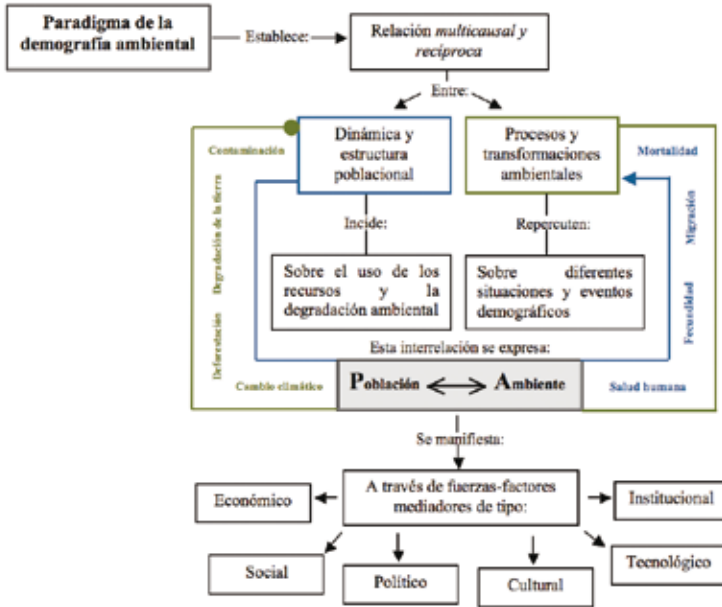 Paradigma de la
demografía ambiental
Establece:
Relación multicausal y
recíproca
Entre:
Dinámica y
estructura
poblacional
Procesos y
transformaciones
ambientales
Contaminación
Degradación de la tierra
Deforestación
Cambio climático
Mortalidad
Migración
Fecundidad
Salud humana
Incide:
Repercuten:
Sobre el uso de los
recursos y la
degradación ambiental
Sobre diferentes
situaciones y eventos
demográficos
Esta interrelación se expresa:
Población
Ambiente
Se manifiesta:
A través de fuerzas-factores
mediadores de tipo:
Económico
Institucional
Social
Político
Cultural
Tecnológico